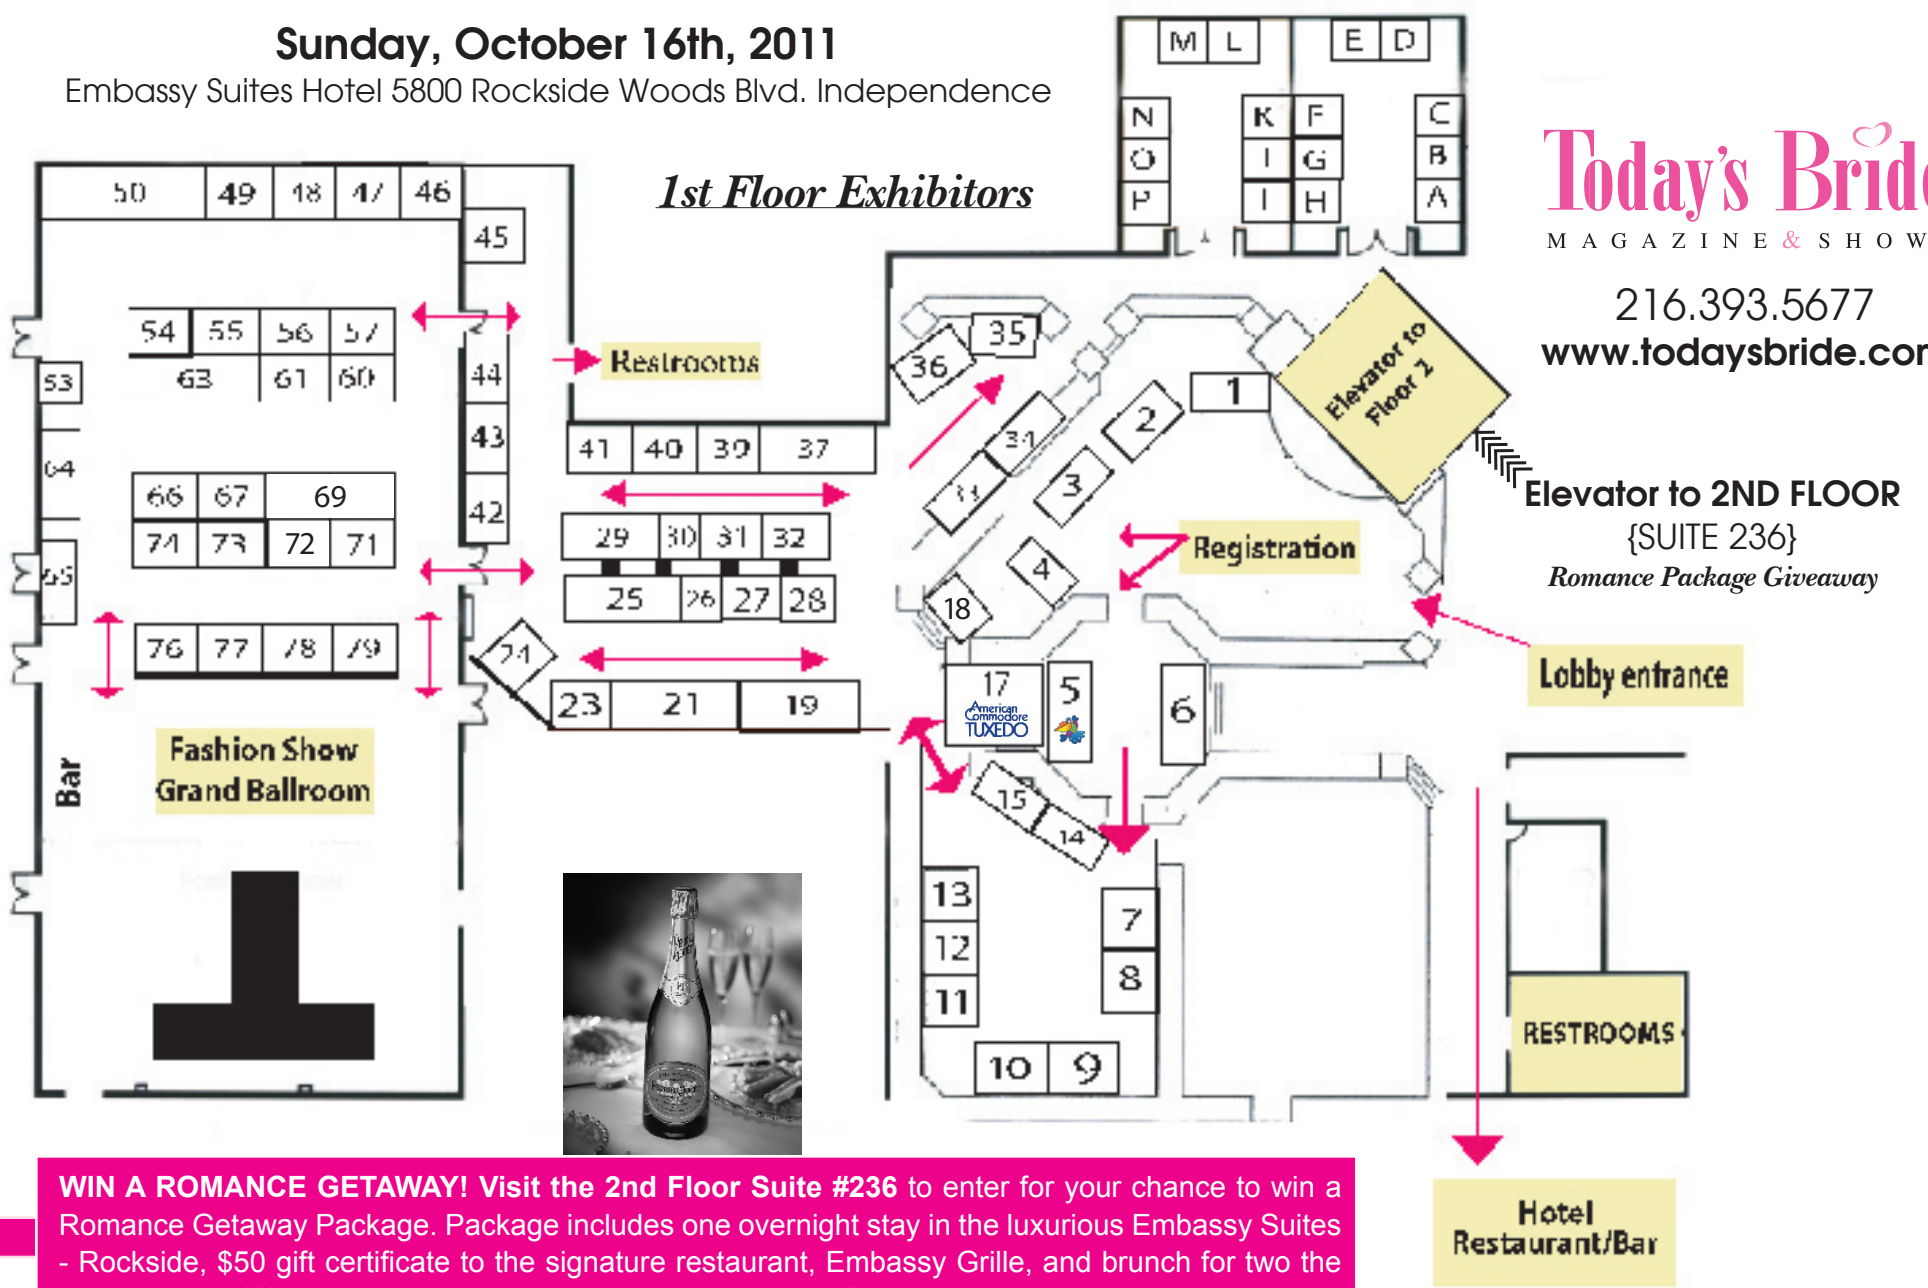 Sunday, October 16th, 2011
Embassy Suites Hotel 5800 Rockside Woods Blvd. Independence
1st Floor Exhibitors
M L
E D
N
O
P
K
I
I
F
G
H
C
B
A
Today's Brid
MAGAZINE & SHOW
216.393.5677
www.todaysbride.com
50 49 48 47 46
45
54 55 56 57
63 61 60
53
64
65
44
43
42
66 67 69
74 73 72 71
76 77 78 79
Restrooms
41 40 39 37
29 30 31 32
25 26 27 28
24
23 21 19
36
35
34
33
1
2
3
4
18
Elevator to
Floor 2
Elevator to 2ND FLOOR
{SUITE 236}
Romance Package Giveaway
Registration
Lobby entrance
17
American
Commodore
TUXEDO
5
6
15
14
13
12
11
10 9
7
8
Bar
Fashion Show
Grand Ballroom
RESTROOMS
Hotel
Restaurant/Bar
WIN A ROMANCE GETAWAY! Visit the 2nd Floor Suite #236 to enter for your chance to win a
Romance Getaway Package. Package includes one overnight stay in the luxurious Embassy Suites
- Rockside, $50 gift certificate to the signature restaurant, Embassy Grille, and brunch for two the